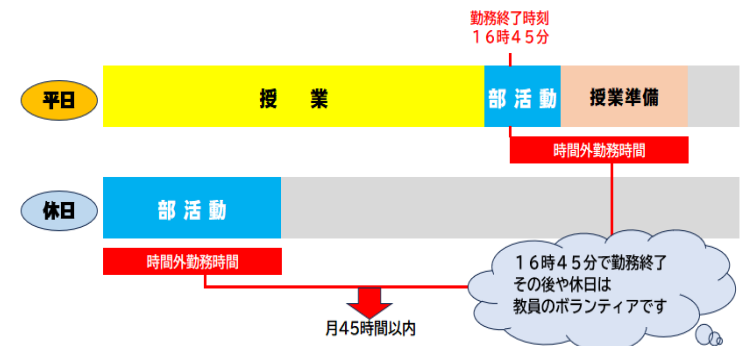 勤務終了時刻
１６時４５分
平日
授　業
部 活 動
授業準備
時間外勤務時間
休日
部 活 動
時間外勤務時間
１６時４５分で勤務終了
その後や休日は
教員のボランティアです
月45時間以内